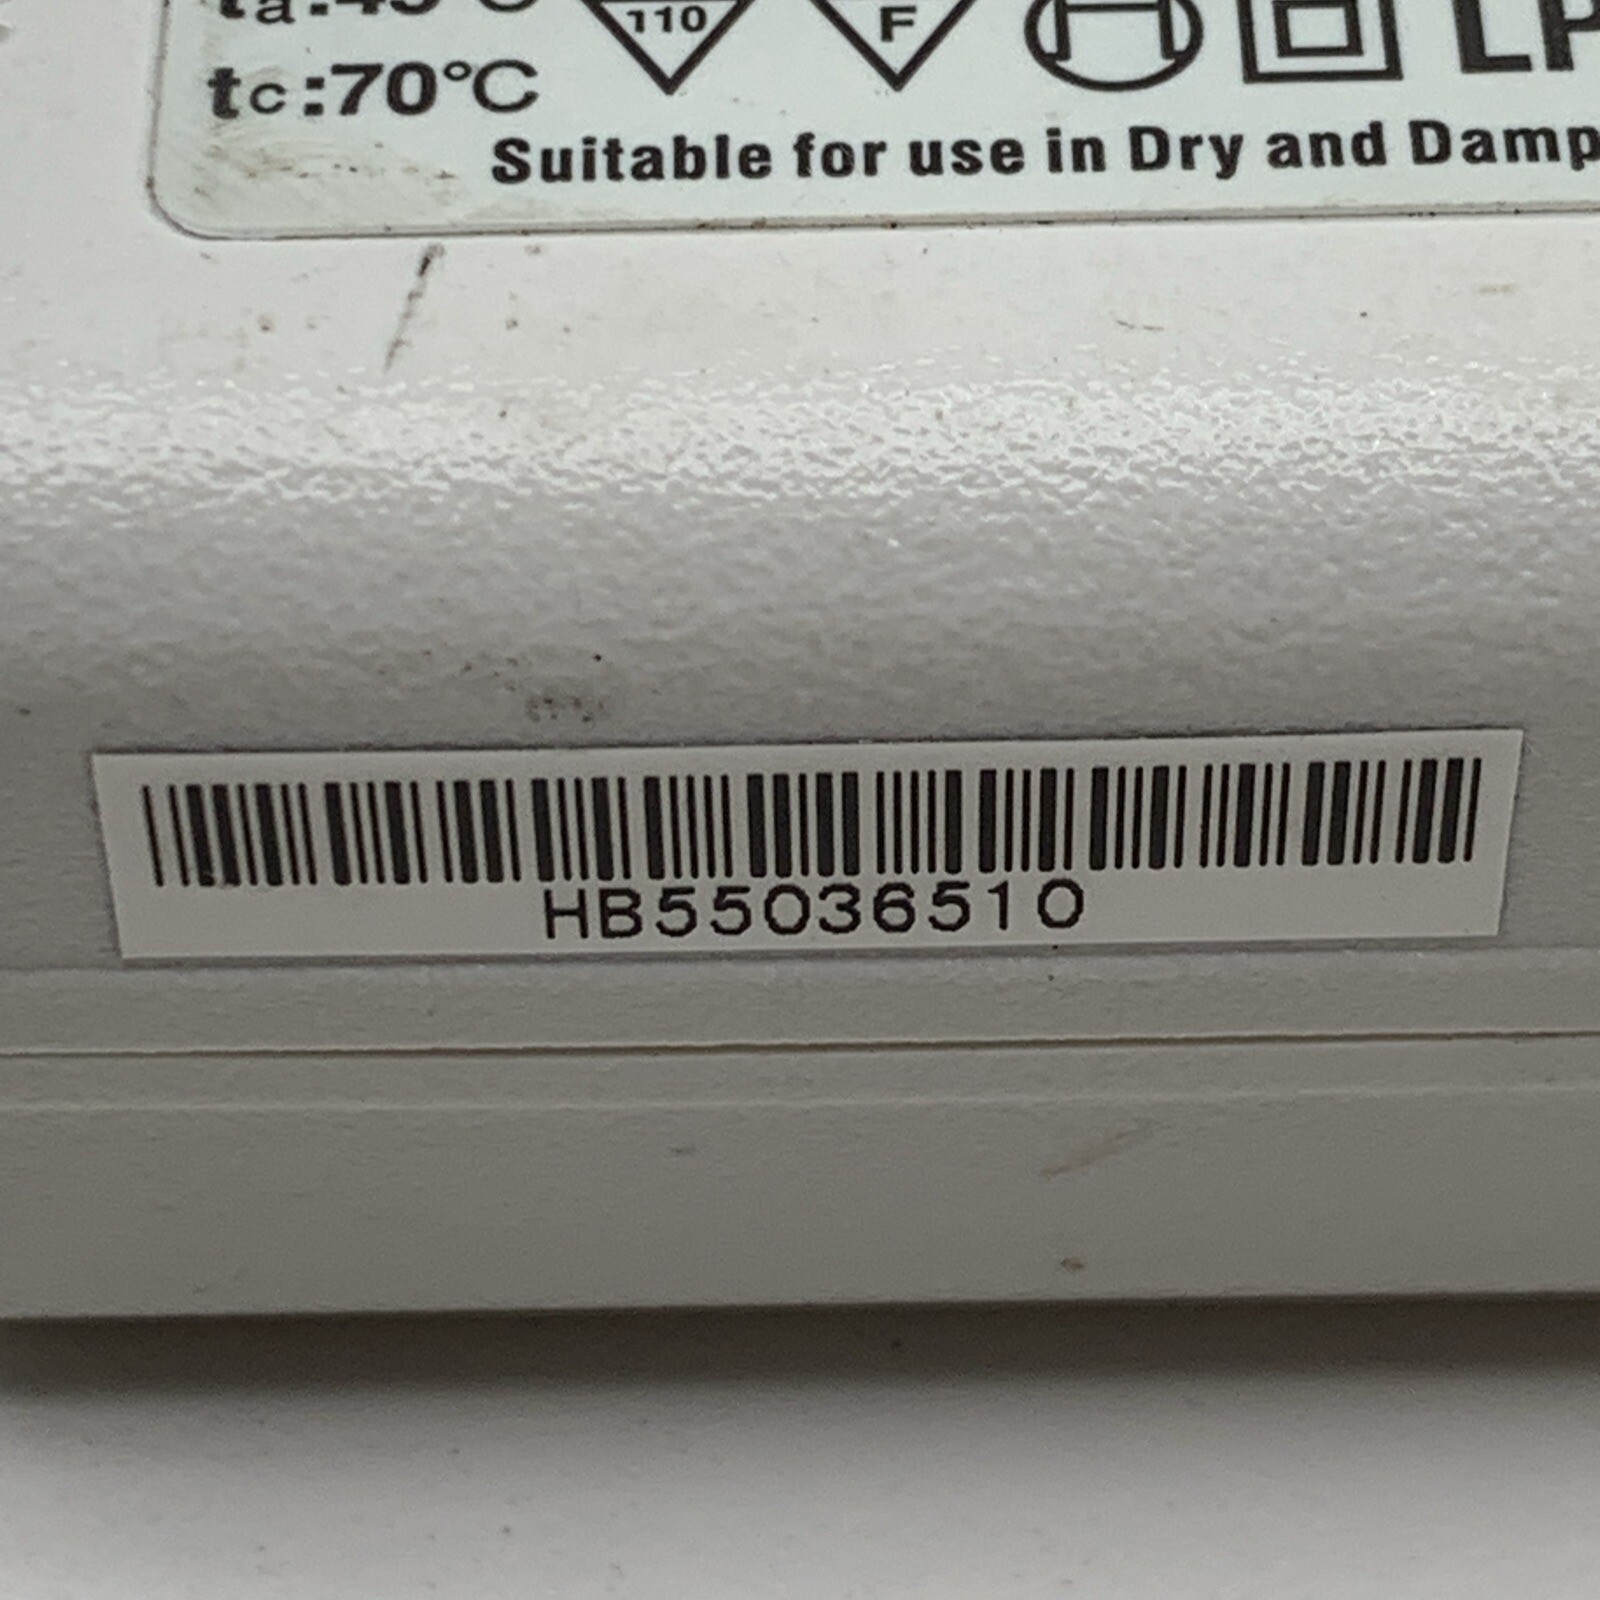 110 F
tc:70°C
Suitable for use in Dry and Damp
HB55036510